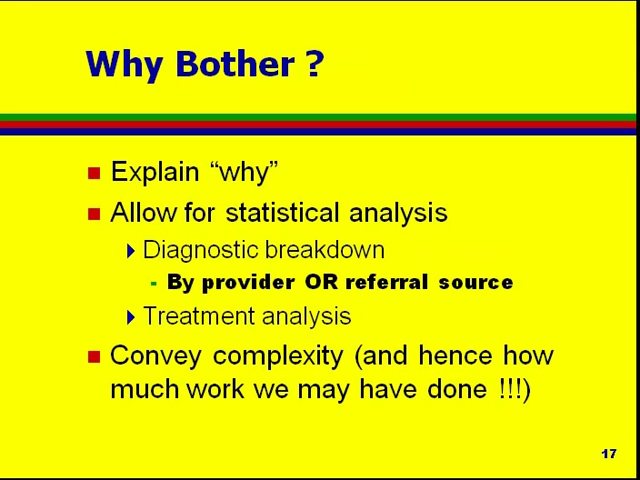 Why Bother ?
Explain “why”
Allow for statistical analysis
Diagnostic breakdown
- By provider OR referral source
Treatment analysis
Convey complexity (and hence how
much work we may have done !!!)
17